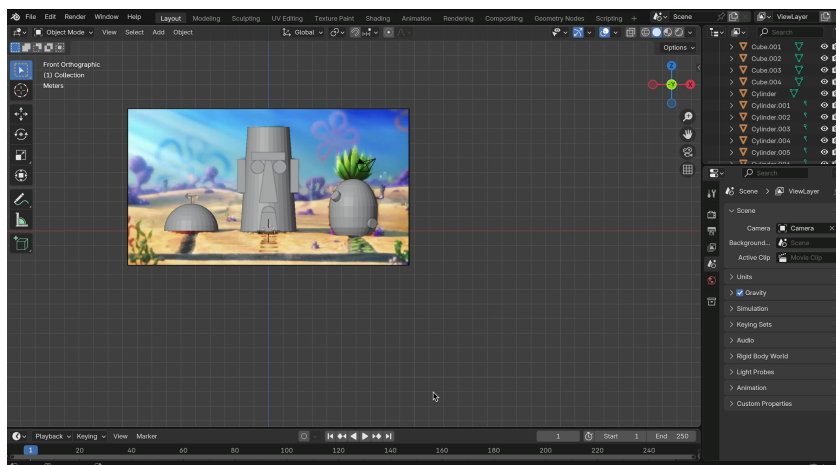 File Edit Render Window Help Layout Modeling Sculpting UV Editing Texture Paint Shading Animation Rendering Compositing Geometry Nodes Scripting + Scene ViewLayer
Object Mode View Select Add Object Global Search
Options
Front Orthographic
(1) Collection
Meters
Z
Y
X
Cube.001
Cube.002
Cube.003
Cube.004
Cylinder
Cylinder.001
Cylinder.002
Cylinder.003
Cylinder.004
Cylinder.005
Search
Scene > ViewLayer
Scene
Camera Camera
Background... Scene
Active Clip Movie Clip
Units
Gravity
Simulation
Keying Sets
Audio
Rigid Body World
Light Probes
Animation
Custom Properties
Playback Keying View Marker 1 Start 1 End 250
1 20 40 60 80 100 120 140 160 180 200 220 240